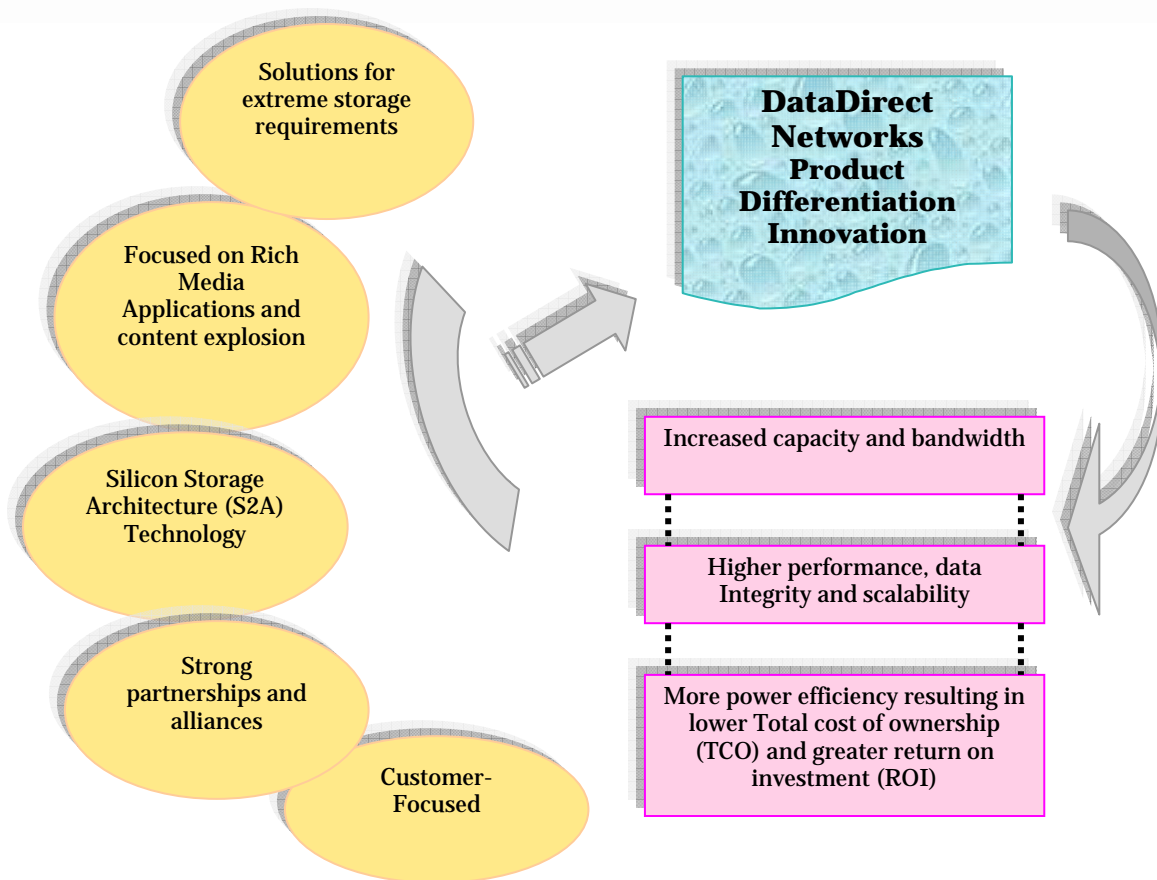 Solutions for
extreme storage
requirements
Focused on Rich
Media
Applications and
content explosion
Silicon Storage
Architecture (S2A)
Technology
Strong
partnerships and
alliances
Customer-
Focused
DataDirect
Networks
Product
Differentiation
Innovation
Increased capacity and bandwidth
Higher performance, data
Integrity and scalability
More power efficiency resulting in
lower Total cost of ownership
(TCO) and greater return on
investment (ROI)